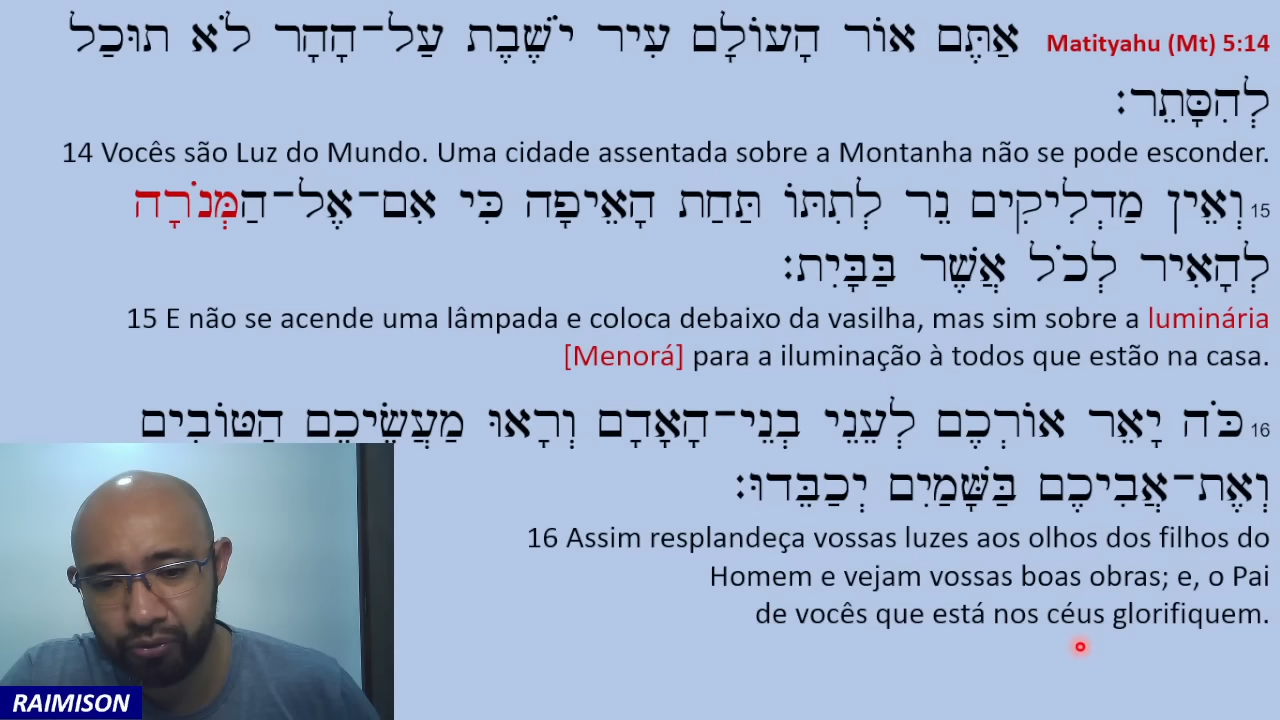 Matityahu (Mt) 5:14 אַתֶּם אוֹר הָעוֹלָם עִיר ישֶׁבֶת עַל־הָהָר לֹא תוּכַל
לְהִסָּתֵר׃
14 Vocês são Luz do Mundo. Uma cidade assentada sobre a Montanha não se pode esconder.
15 וְאֵין מַדְלִיקִים נֵר לְתִתּוֹ תַּחַת הָאֵיפָה כִּי אִם־אֶל־הַמְּנֹרָה
לְהָאִיר לְכֹל אֲשֶׁר בַּבָּיִת׃
15 E não se acende uma lâmpada e coloca debaixo da vasilha, mas sim sobre a luminária
[Menorá] para a iluminação à todos que estão na casa.
16 כֹּה יָאֵר אוֹרְכֶם לְעֵנֵי בְנֵי־הָאָדָם וְרָאוּ מַעֲשֵׂיכֶם הַטּוֹבִים
וְאֶת־אֲבִיכֶם בַּשָּׁמַיִם יְכַבֵּדוּ׃
16 Assim resplandeça vossas luzes aos olhos dos filhos do
Homem e vejam vossas boas obras; e, o Pai
de vocês que está nos céus glorifiquem.
RAIMISON